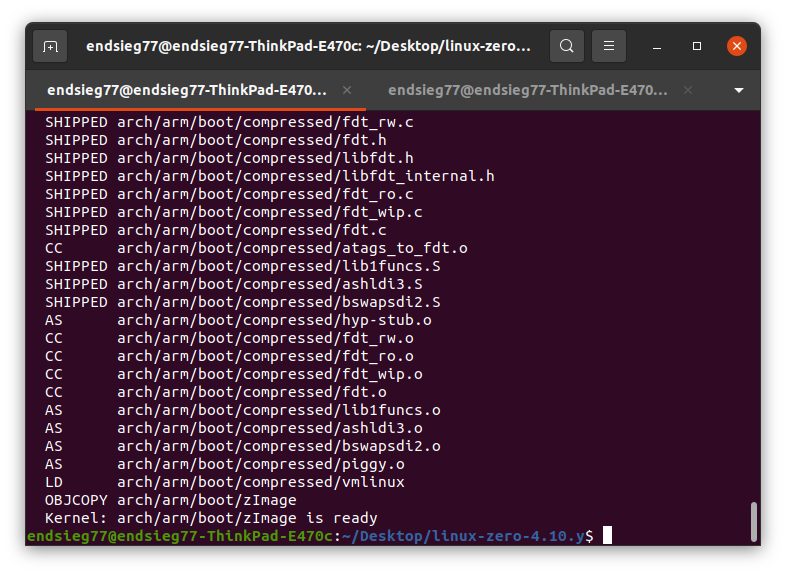 endsieg77@endsieg77-ThinkPad-E470c: ~/Desktop/linux-zero...
endsieg77@endsieg77-ThinkPad-E470... × endsieg77@endsieg77-ThinkPad-E470... ×
SHIPPED arch/arm/boot/compressed/fdt_rw.c
SHIPPED arch/arm/boot/compressed/fdt.h
SHIPPED arch/arm/boot/compressed/libfdt.h
SHIPPED arch/arm/boot/compressed/libfdt_internal.h
SHIPPED arch/arm/boot/compressed/fdt_ro.c
SHIPPED arch/arm/boot/compressed/fdt_wip.c
SHIPPED arch/arm/boot/compressed/fdt.c
CC      arch/arm/boot/compressed/atags_to_fdt.o
SHIPPED arch/arm/boot/compressed/lib1funcs.S
SHIPPED arch/arm/boot/compressed/ashldi3.S
SHIPPED arch/arm/boot/compressed/bswapsdi2.S
AS      arch/arm/boot/compressed/hyp-stub.o
CC      arch/arm/boot/compressed/fdt_rw.o
CC      arch/arm/boot/compressed/fdt_ro.o
CC      arch/arm/boot/compressed/fdt_wip.o
CC      arch/arm/boot/compressed/fdt.o
AS      arch/arm/boot/compressed/lib1funcs.o
AS      arch/arm/boot/compressed/ashldi3.o
AS      arch/arm/boot/compressed/bswapsdi2.o
AS      arch/arm/boot/compressed/piggy.o
LD      arch/arm/boot/compressed/vmlinux
OBJCOPY arch/arm/boot/zImage
Kernel: arch/arm/boot/zImage is ready
endsieg77@endsieg77-ThinkPad-E470c:~/Desktop/linux-zero-4.10.y$